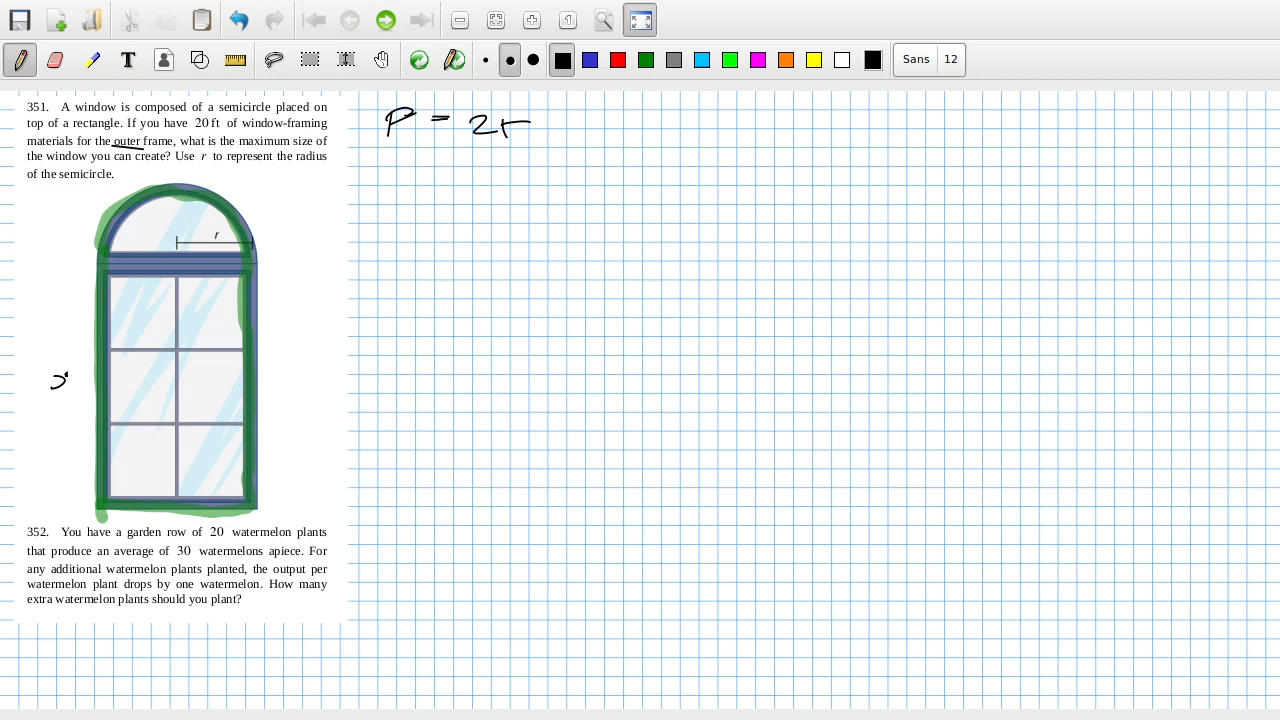 Sans 12
351. A window is composed of a semicircle placed on
top of a rectangle. If you have 20 ft of window-framing
materials for the outer frame, what is the maximum size of
the window you can create? Use r to represent the radius
of the semicircle.
P = 2r
r
352. You have a garden row of 20 watermelon plants
that produce an average of 30 watermelons apiece. For
any additional watermelon plants planted, the output per
watermelon plant drops by one watermelon. How many
extra watermelon plants should you plant?